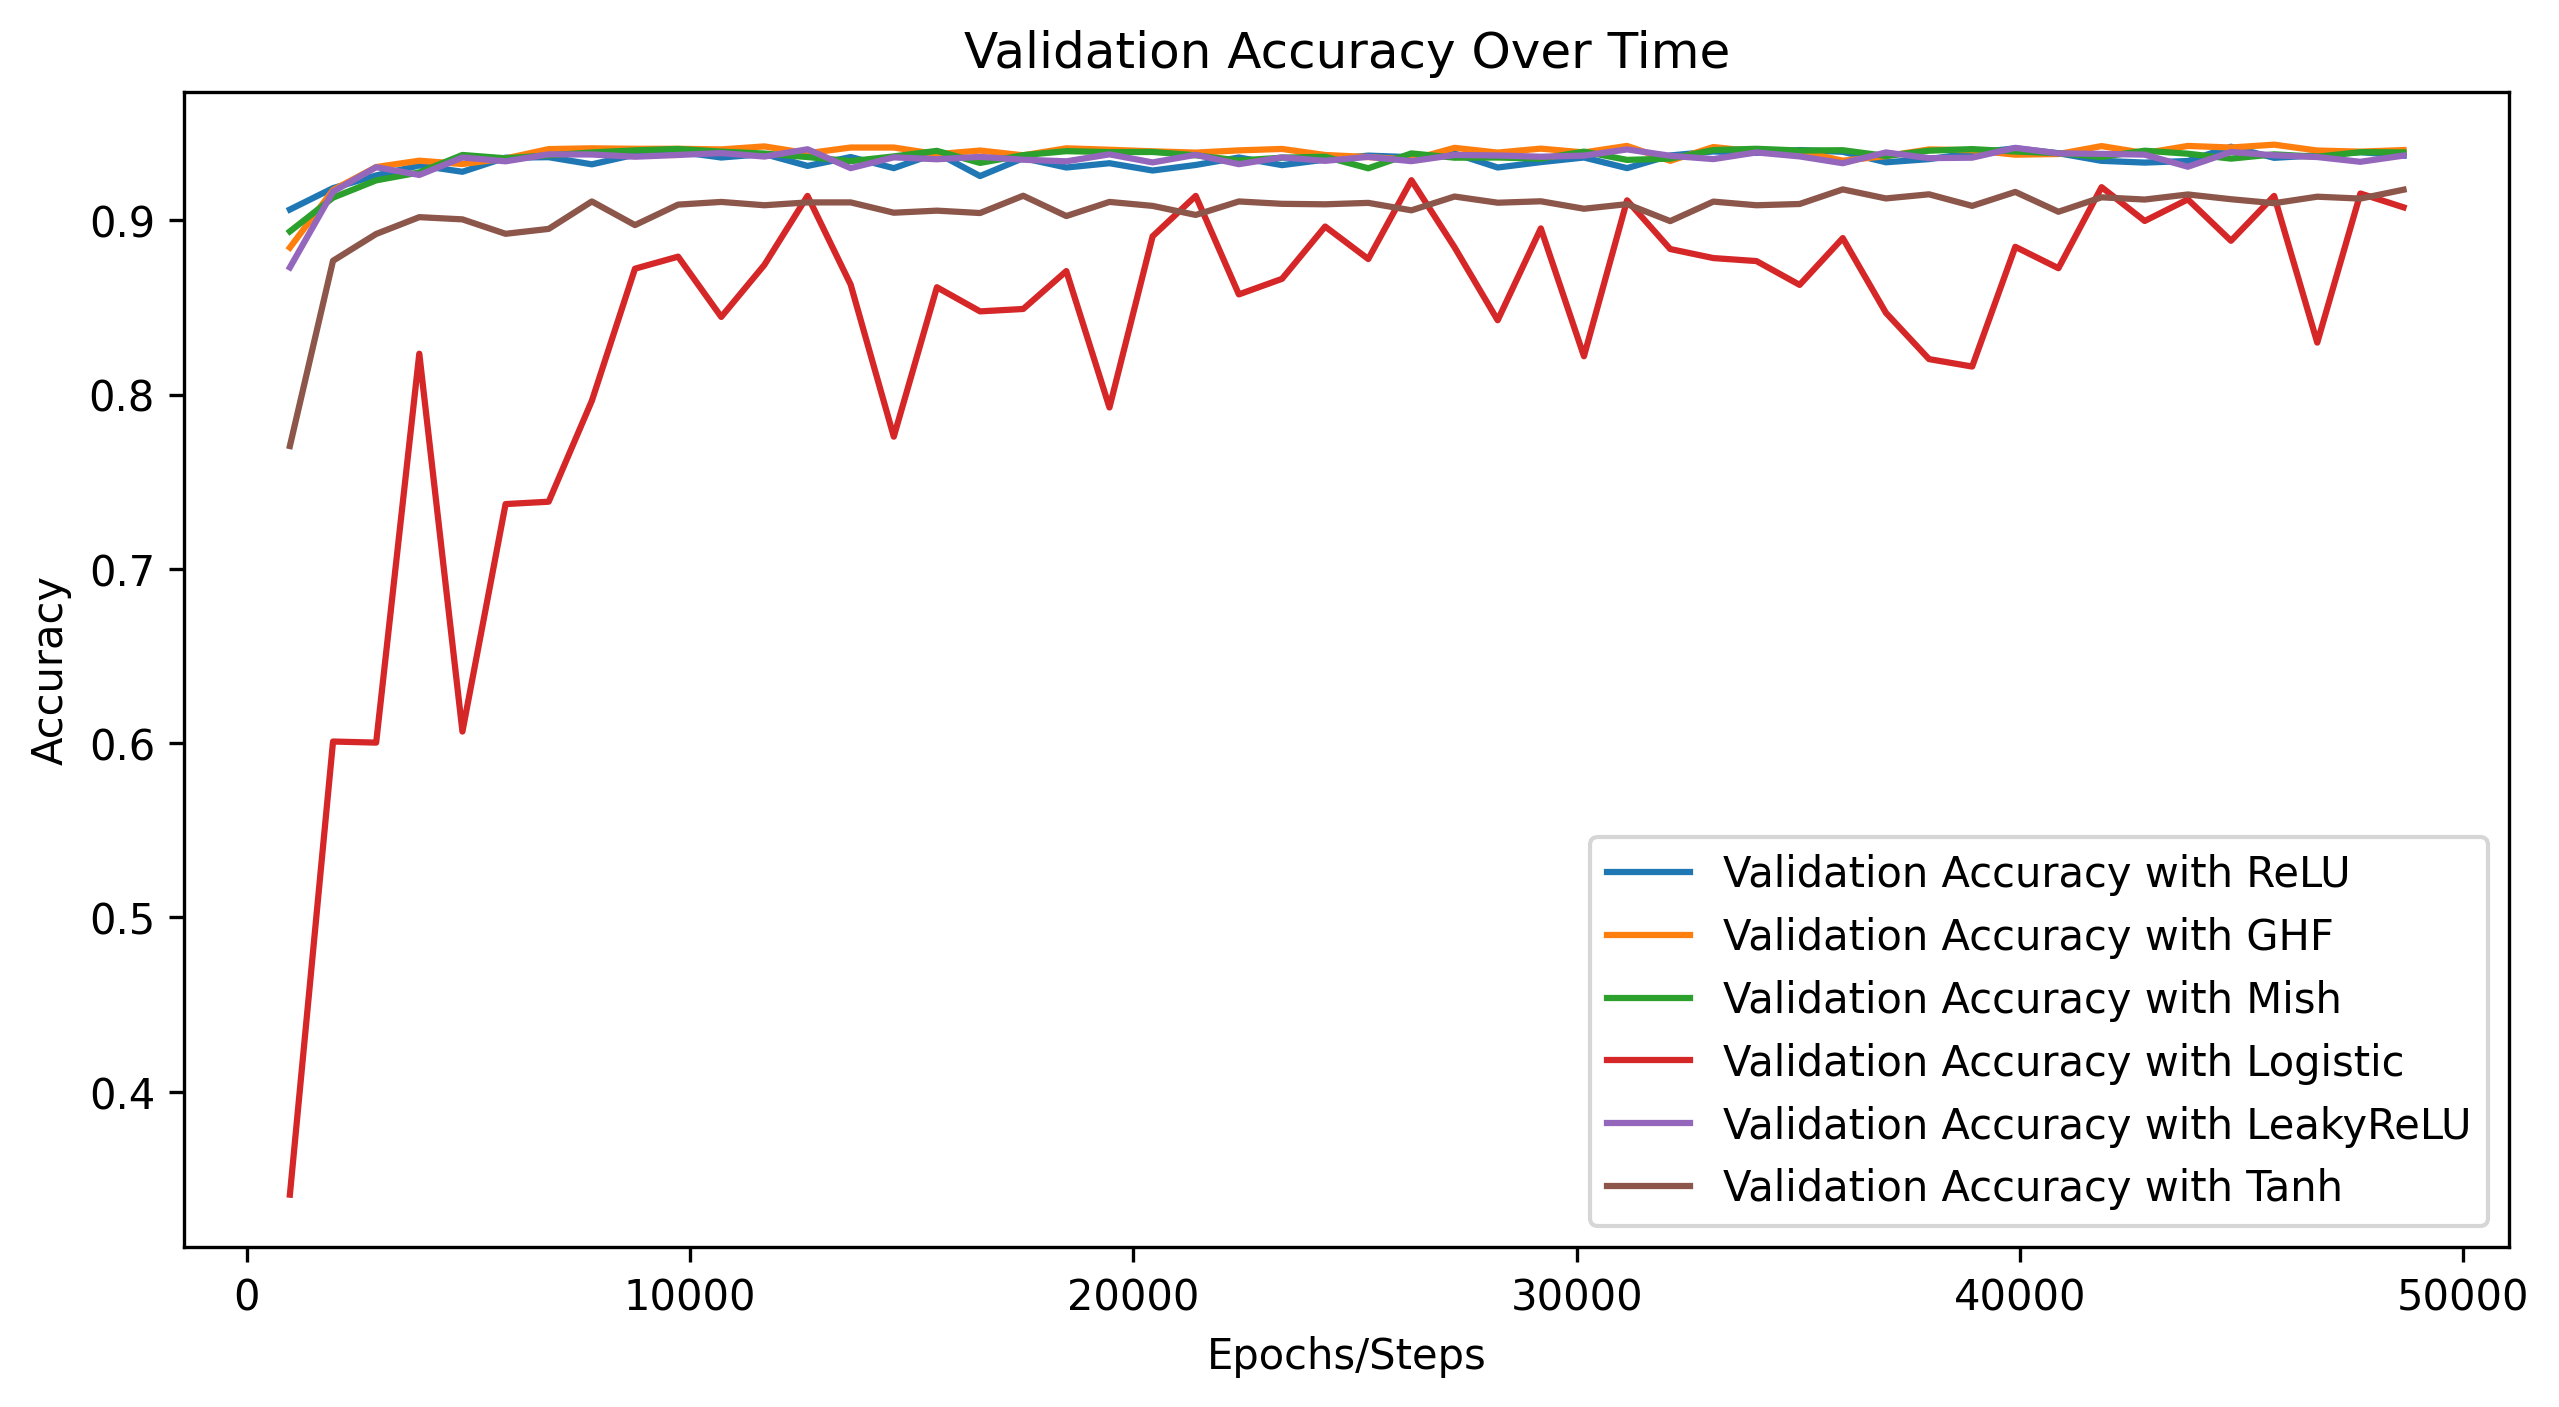 Validation Accuracy Over Time
Accuracy
0.9
0.8
0.7
0.6
0.5
0.4
0
10000
20000
30000
40000
50000
Epochs/Steps
Validation Accuracy with ReLU
Validation Accuracy with GHF
Validation Accuracy with Mish
Validation Accuracy with Logistic
Validation Accuracy with LeakyReLU
Validation Accuracy with Tanh